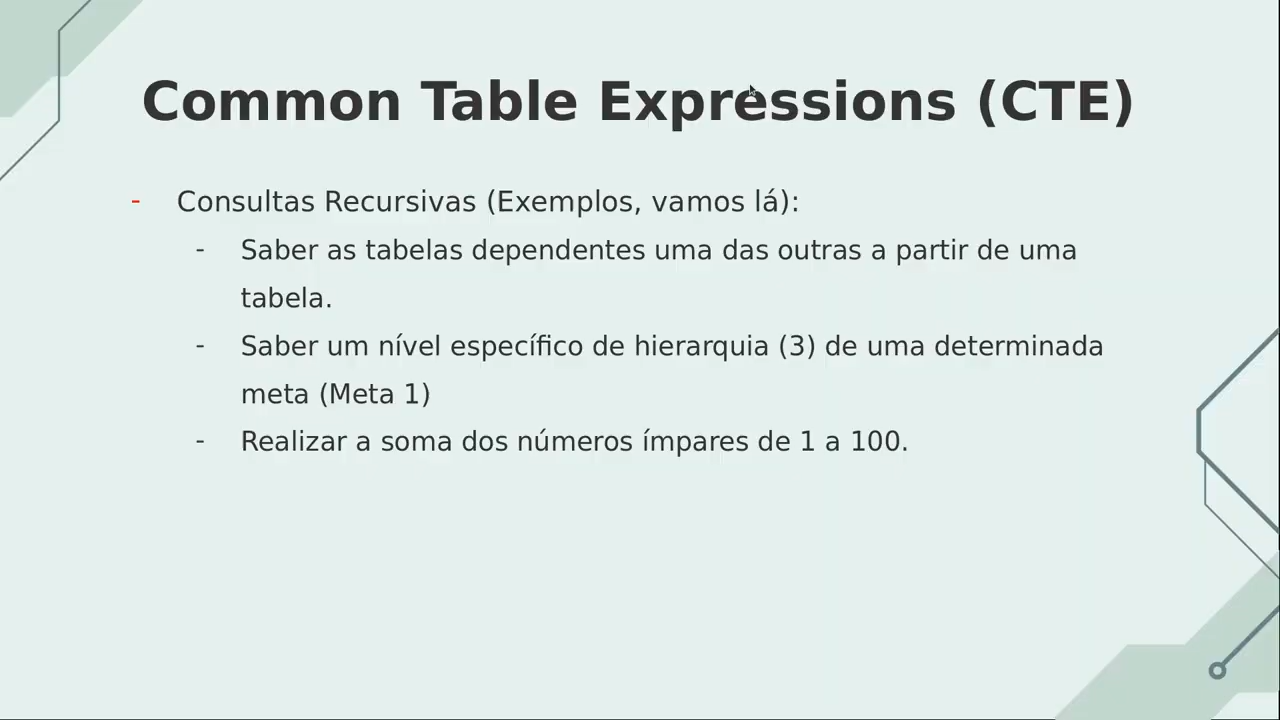 Common Table Expressions (CTE)
- Consultas Recursivas (Exemplos, vamos lá):
- Saber as tabelas dependentes uma das outras a partir de uma
tabela.
- Saber um nível específico de hierarquia (3) de uma determinada
meta (Meta 1)
- Realizar a soma dos números ímpares de 1 a 100.